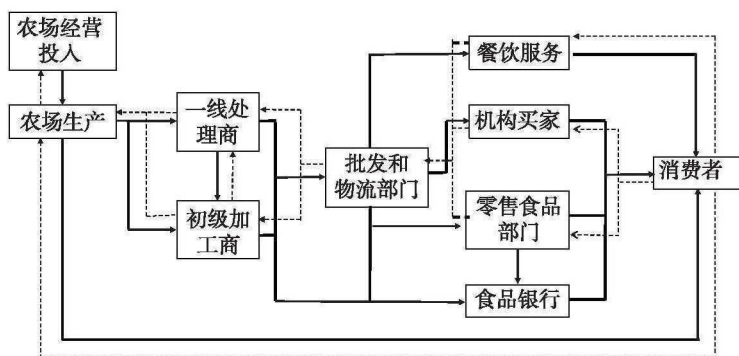 农场经营
投入
农场生产
一线处
理商
初级加
工商
批发和
物流部门
餐饮服务
机构买家
零售食品
部门
食品银行
消费者